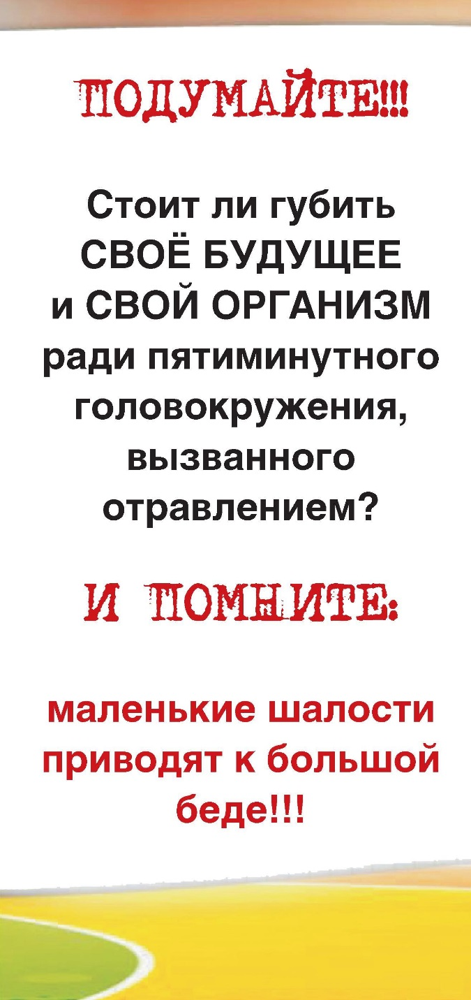 ПОДУМАЙТЕ!!!
Стоит ли губить
СВОЁ БУДУЩЕЕ
и СВОЙ ОРГАНИЗМ
ради пятиминутного
головокружения,
вызванного
отравлением?
И ПОМНИТЕ:
маленькие шалости
приводят к большой
беде!!!